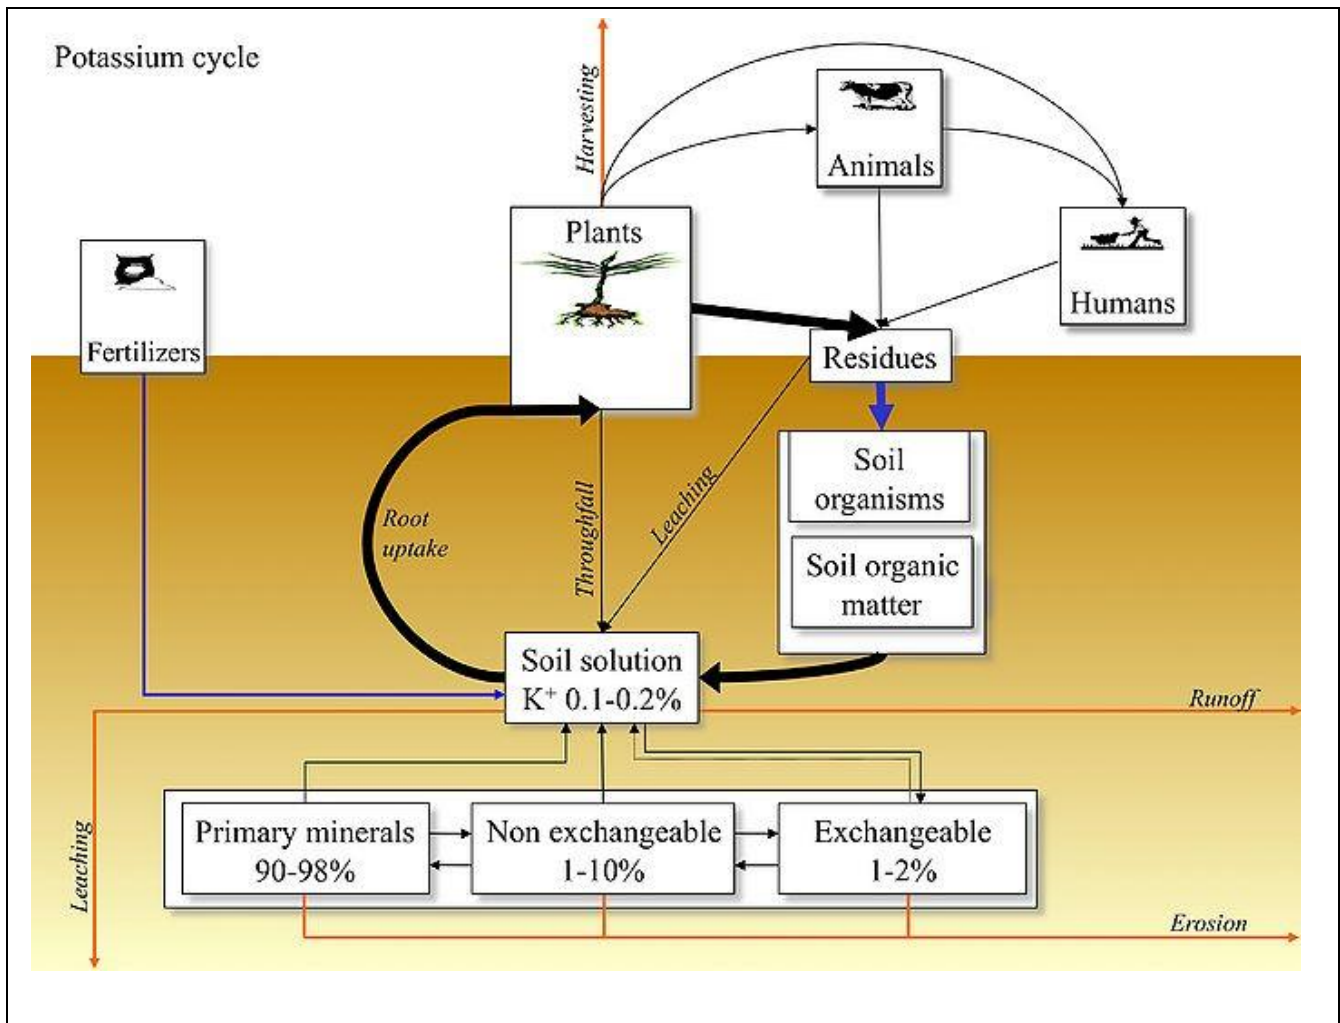 Potassium cycle
Harvesting
Animals
Plants
Humans
Fertilizers
Residues
Soil
organisms
Root
uptake
Throughfall
Leaching
Soil organic
matter
Soil solution
K⁺ 0.1-0.2%
Runoff
Leaching
Primary minerals
90-98%
Non exchangeable
1-10%
Exchangeable
1-2%
Erosion